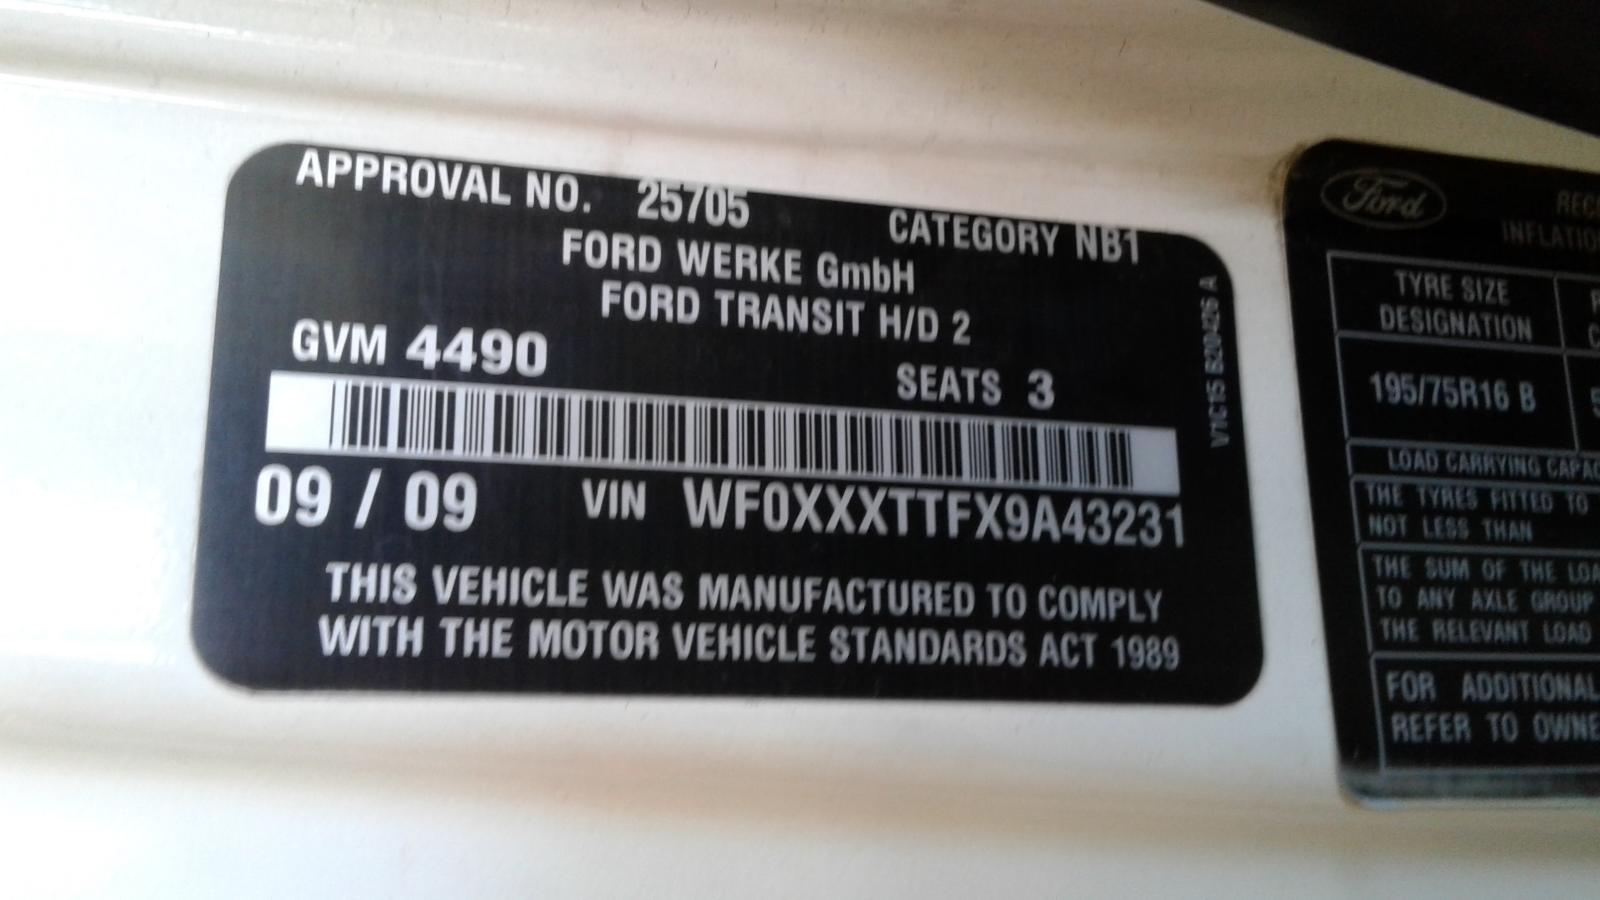 APPROVAL NO. 25705 CATEGORY NB1
FORD WERKE GmbH
FORD TRANSIT H/D 2
GVM 4490 SEATS 3
09 / 09 VIN WF0XXXTTFX9A43231
THIS VEHICLE WAS MANUFACTURED TO COMPLY
WITH THE MOTOR VEHICLE STANDARDS ACT 1989
V1C15 B20426 A
Ford
TYRE SIZE
DESIGNATION
195/75R16 B
LOAD CARRYING
THE TYRES FITTED TO
NOT LESS THAN
THE SUM OF THE
TO ANY AXLE GROUP
THE RELEVANT LOAD
FOR ADDITIONAL
REFER TO